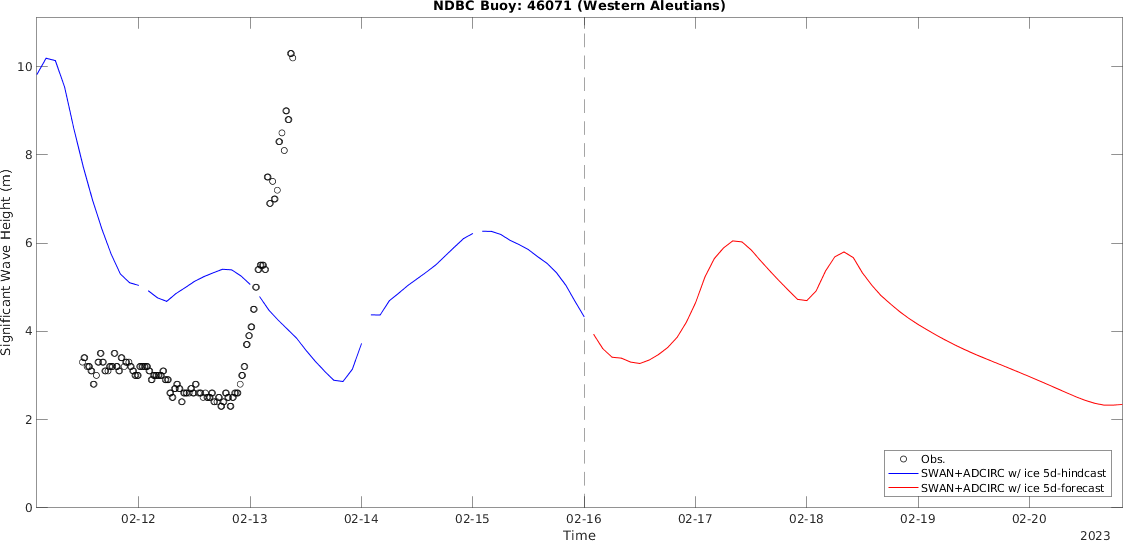 NDBC Buoy: 46071 (Western Aleutians)
Significant Wave Height (m)
10
8
6
4
2
0
Obs.
SWAN+ADCIRC w/ ice 5d-hindcast
SWAN+ADCIRC w/ ice 5d-forecast
02-12 02-13 02-14 02-15 02-16 02-17 02-18 02-19 02-20
Time
2023